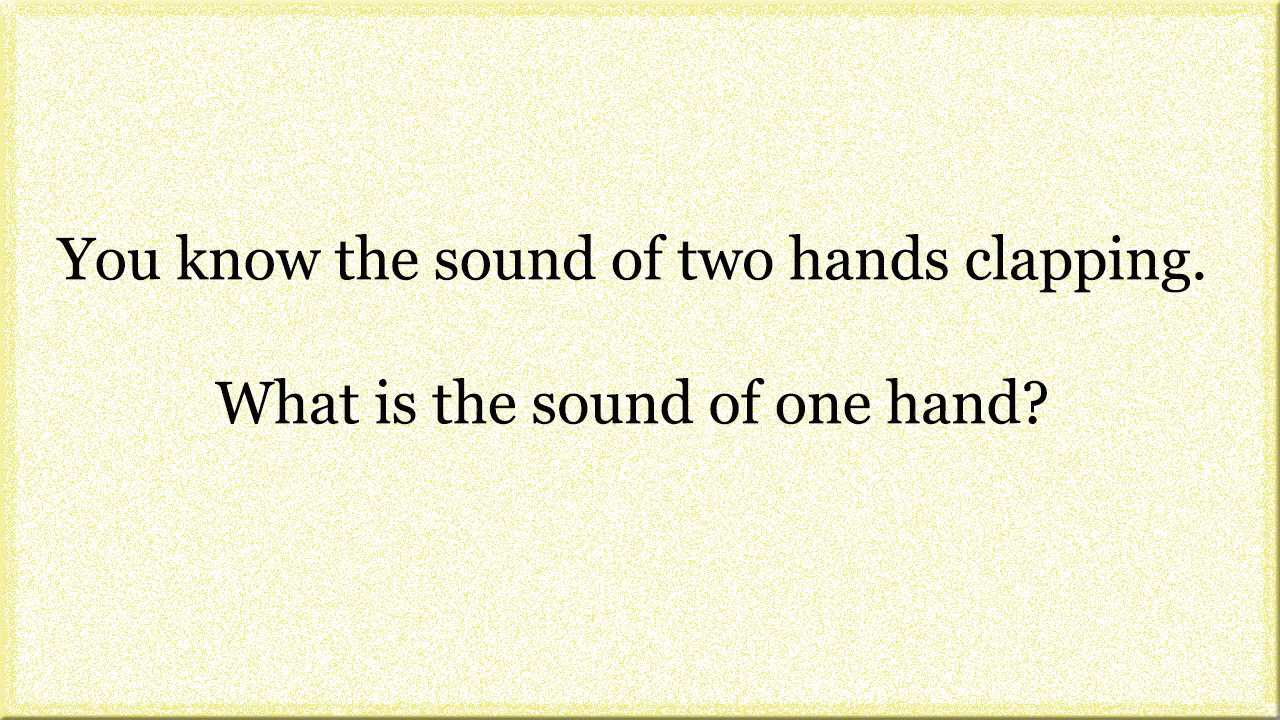 You know the sound of two hands clapping.
What is the sound of one hand?